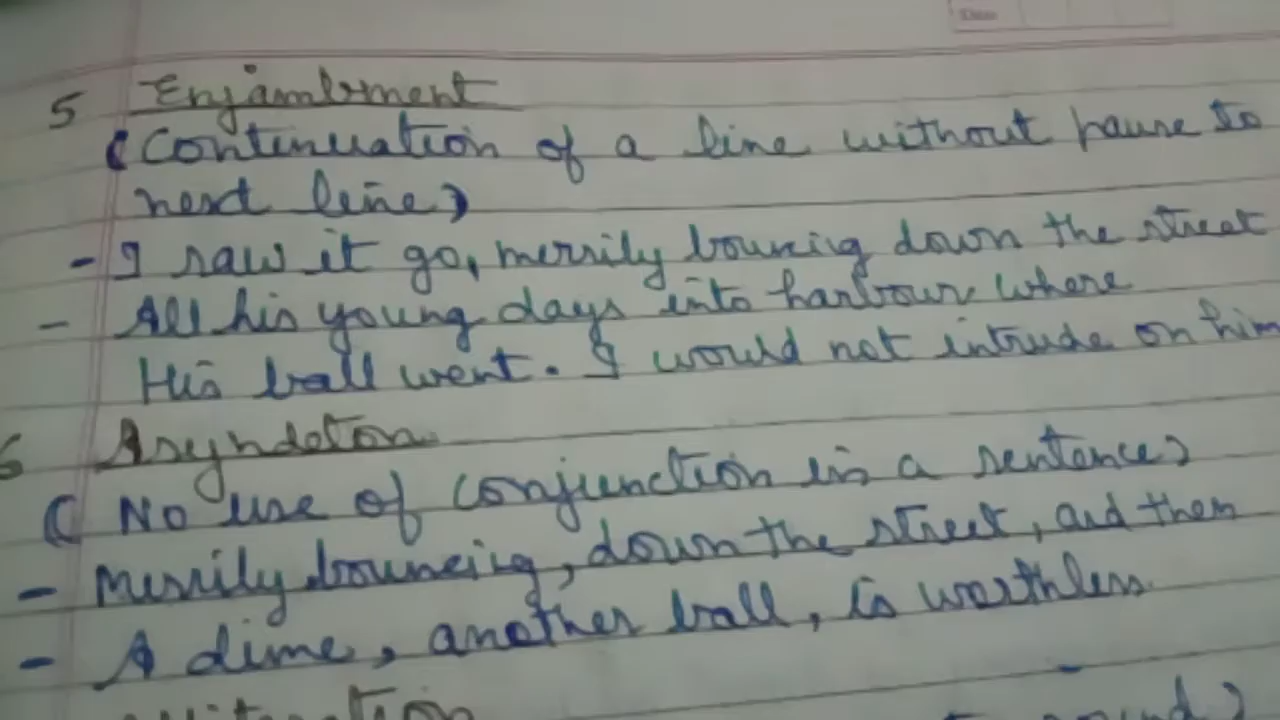 5 Enjambment
(Continuation of a line without pause to
next line)
- I saw it go, merrily bouncing down the street
- All his young days into harbour where
His ball went. I would not intrude on him
6 Asyndeton
( No use of conjunction in a sentence)
- Merrily bouncing, down the street, and then
- A dime, another ball, is worthless